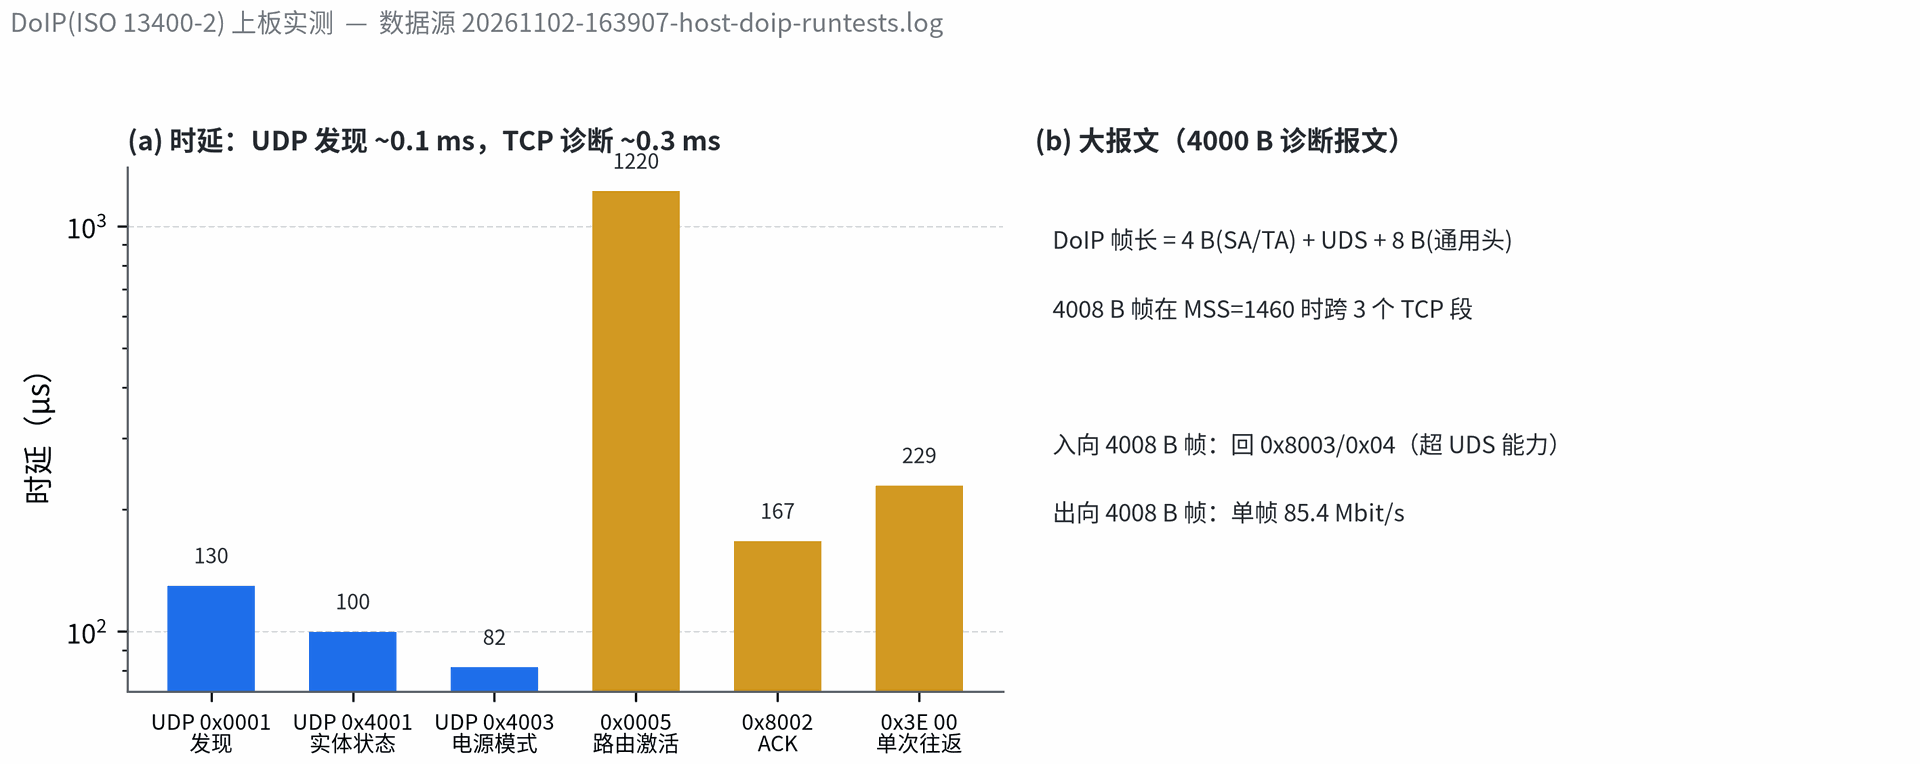 DoIP(ISO 13400-2) 上板实测 — 数据源 20261102-163907-host-doip-runtests.log
(a) 时延：UDP 发现 ~0.1 ms，TCP 诊断 ~0.3 ms
时延（μs）
10³
10²
130
100
82
1220
167
229
UDP 0x0001
发现
UDP 0x4001
实体状态
UDP 0x4003
电源模式
0x0005
路由激活
0x8002
ACK
0x3E 00
单次往返
(b) 大报文（4000 B 诊断报文）
DoIP 帧长 = 4 B(SA/TA) + UDS + 8 B(通用头)
4008 B 帧在 MSS=1460 时跨 3 个 TCP 段
入向 4008 B 帧：回 0x8003/0x04（超 UDS 能力）
出向 4008 B 帧：单帧 85.4 Mbit/s